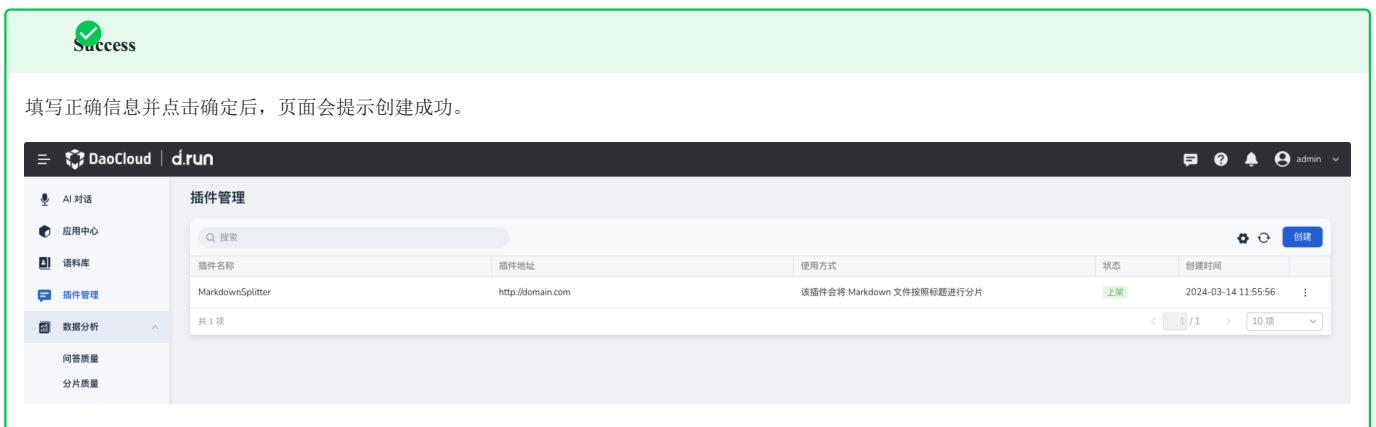 Success
填写正确信息并点击确定后，页面会提示创建成功。
DaoCloud | d.run
admin
AI 对话
应用中心
语料库
插件管理
数据分析
问答质量
分片质量
插件管理
搜索
创建
插件名称 插件地址 使用方式 状态 创建时间
MarkdownSplitter http://domain.com 该插件会将 Markdown 文件按照标题进行分片 上架 2024-03-14 11:55:56
共 1 项 1 / 1 10 项